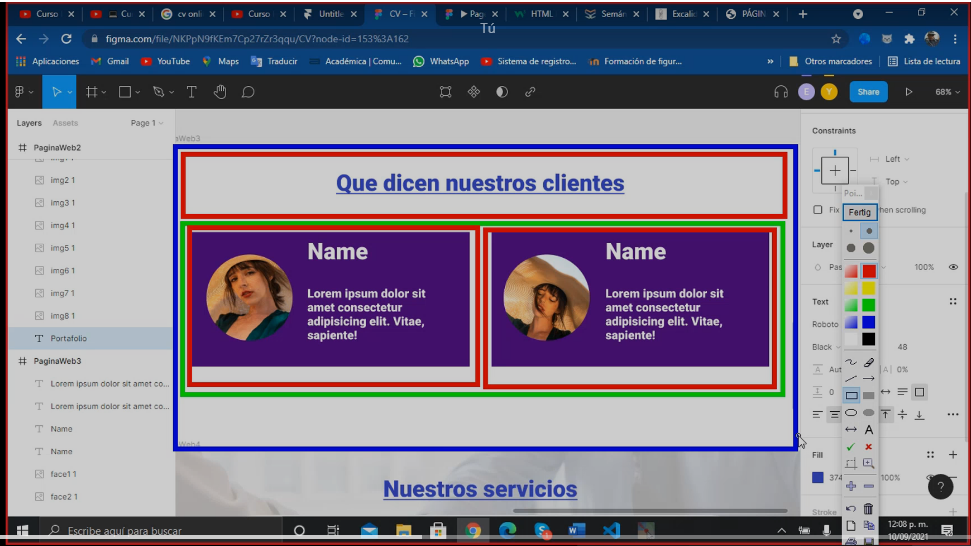 Curso
Cu
cv onli
Curso
Untitle
CV – F
Pag
HTML
Semán
Excalid
PÁGIN
Tú
figma.com/file/NKPpN9fKEm7Cp27rZr3qqu/CV?node-id=153%3A162
Aplicaciones
Gmail
YouTube
Maps
Traducir
Académica | Comu...
WhatsApp
Sistema de registro...
Formación de figur...
»
Otros marcadores
Lista de lectura
E
Y
Share
68%
Layers
Assets
Page 1
PaginaWeb2
img2 1
img3 1
img4 1
img5 1
img6 1
img7 1
img8 1
Portafolio
PaginaWeb3
Lorem ipsum dolor sit amet co...
Lorem ipsum dolor sit amet co...
Name
Name
face1 1
face2 1
aWeb3
Que dicen nuestros clientes
Name
Lorem ipsum dolor sit
amet consectetur
adipisicing elit. Vitae,
sapiente!
Name
Lorem ipsum dolor sit
amet consectetur
adipisicing elit. Vitae,
sapiente!
Web4
Nuestros servicios
Constraints
Left
Top
Poi...
Fertig
Fix
hen scrolling
Layer
Pas
100%
Text
Roboto
Black
48
Aut
|A| 0%
0
A
Fill
374
100%
?
Stroke
Escribe aquí para buscar
12:08 p. m.
10/09/2021